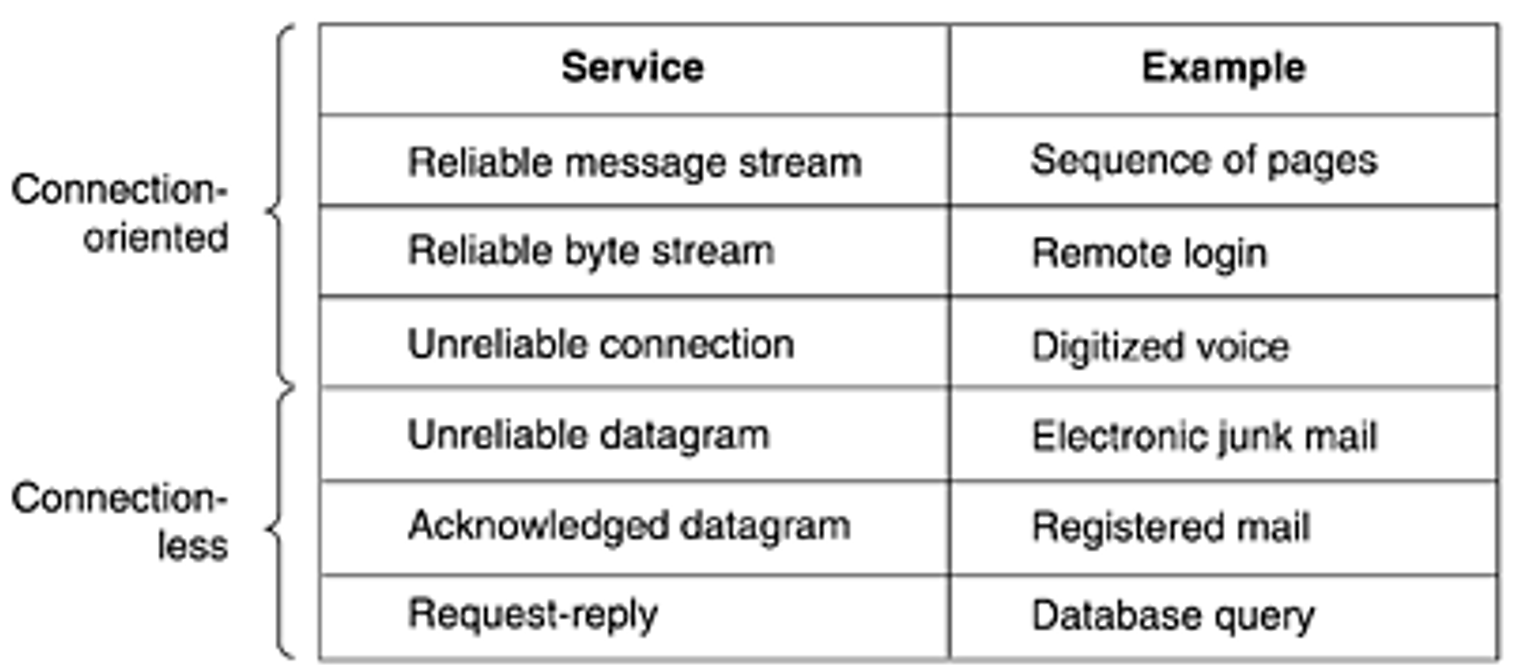 Service Example
Reliable message stream Sequence of pages
Connection-
oriented
Reliable byte stream Remote login
Unreliable connection Digitized voice
Unreliable datagram Electronic junk mail
Connection-
less
Acknowledged datagram Registered mail
Request-reply Database query